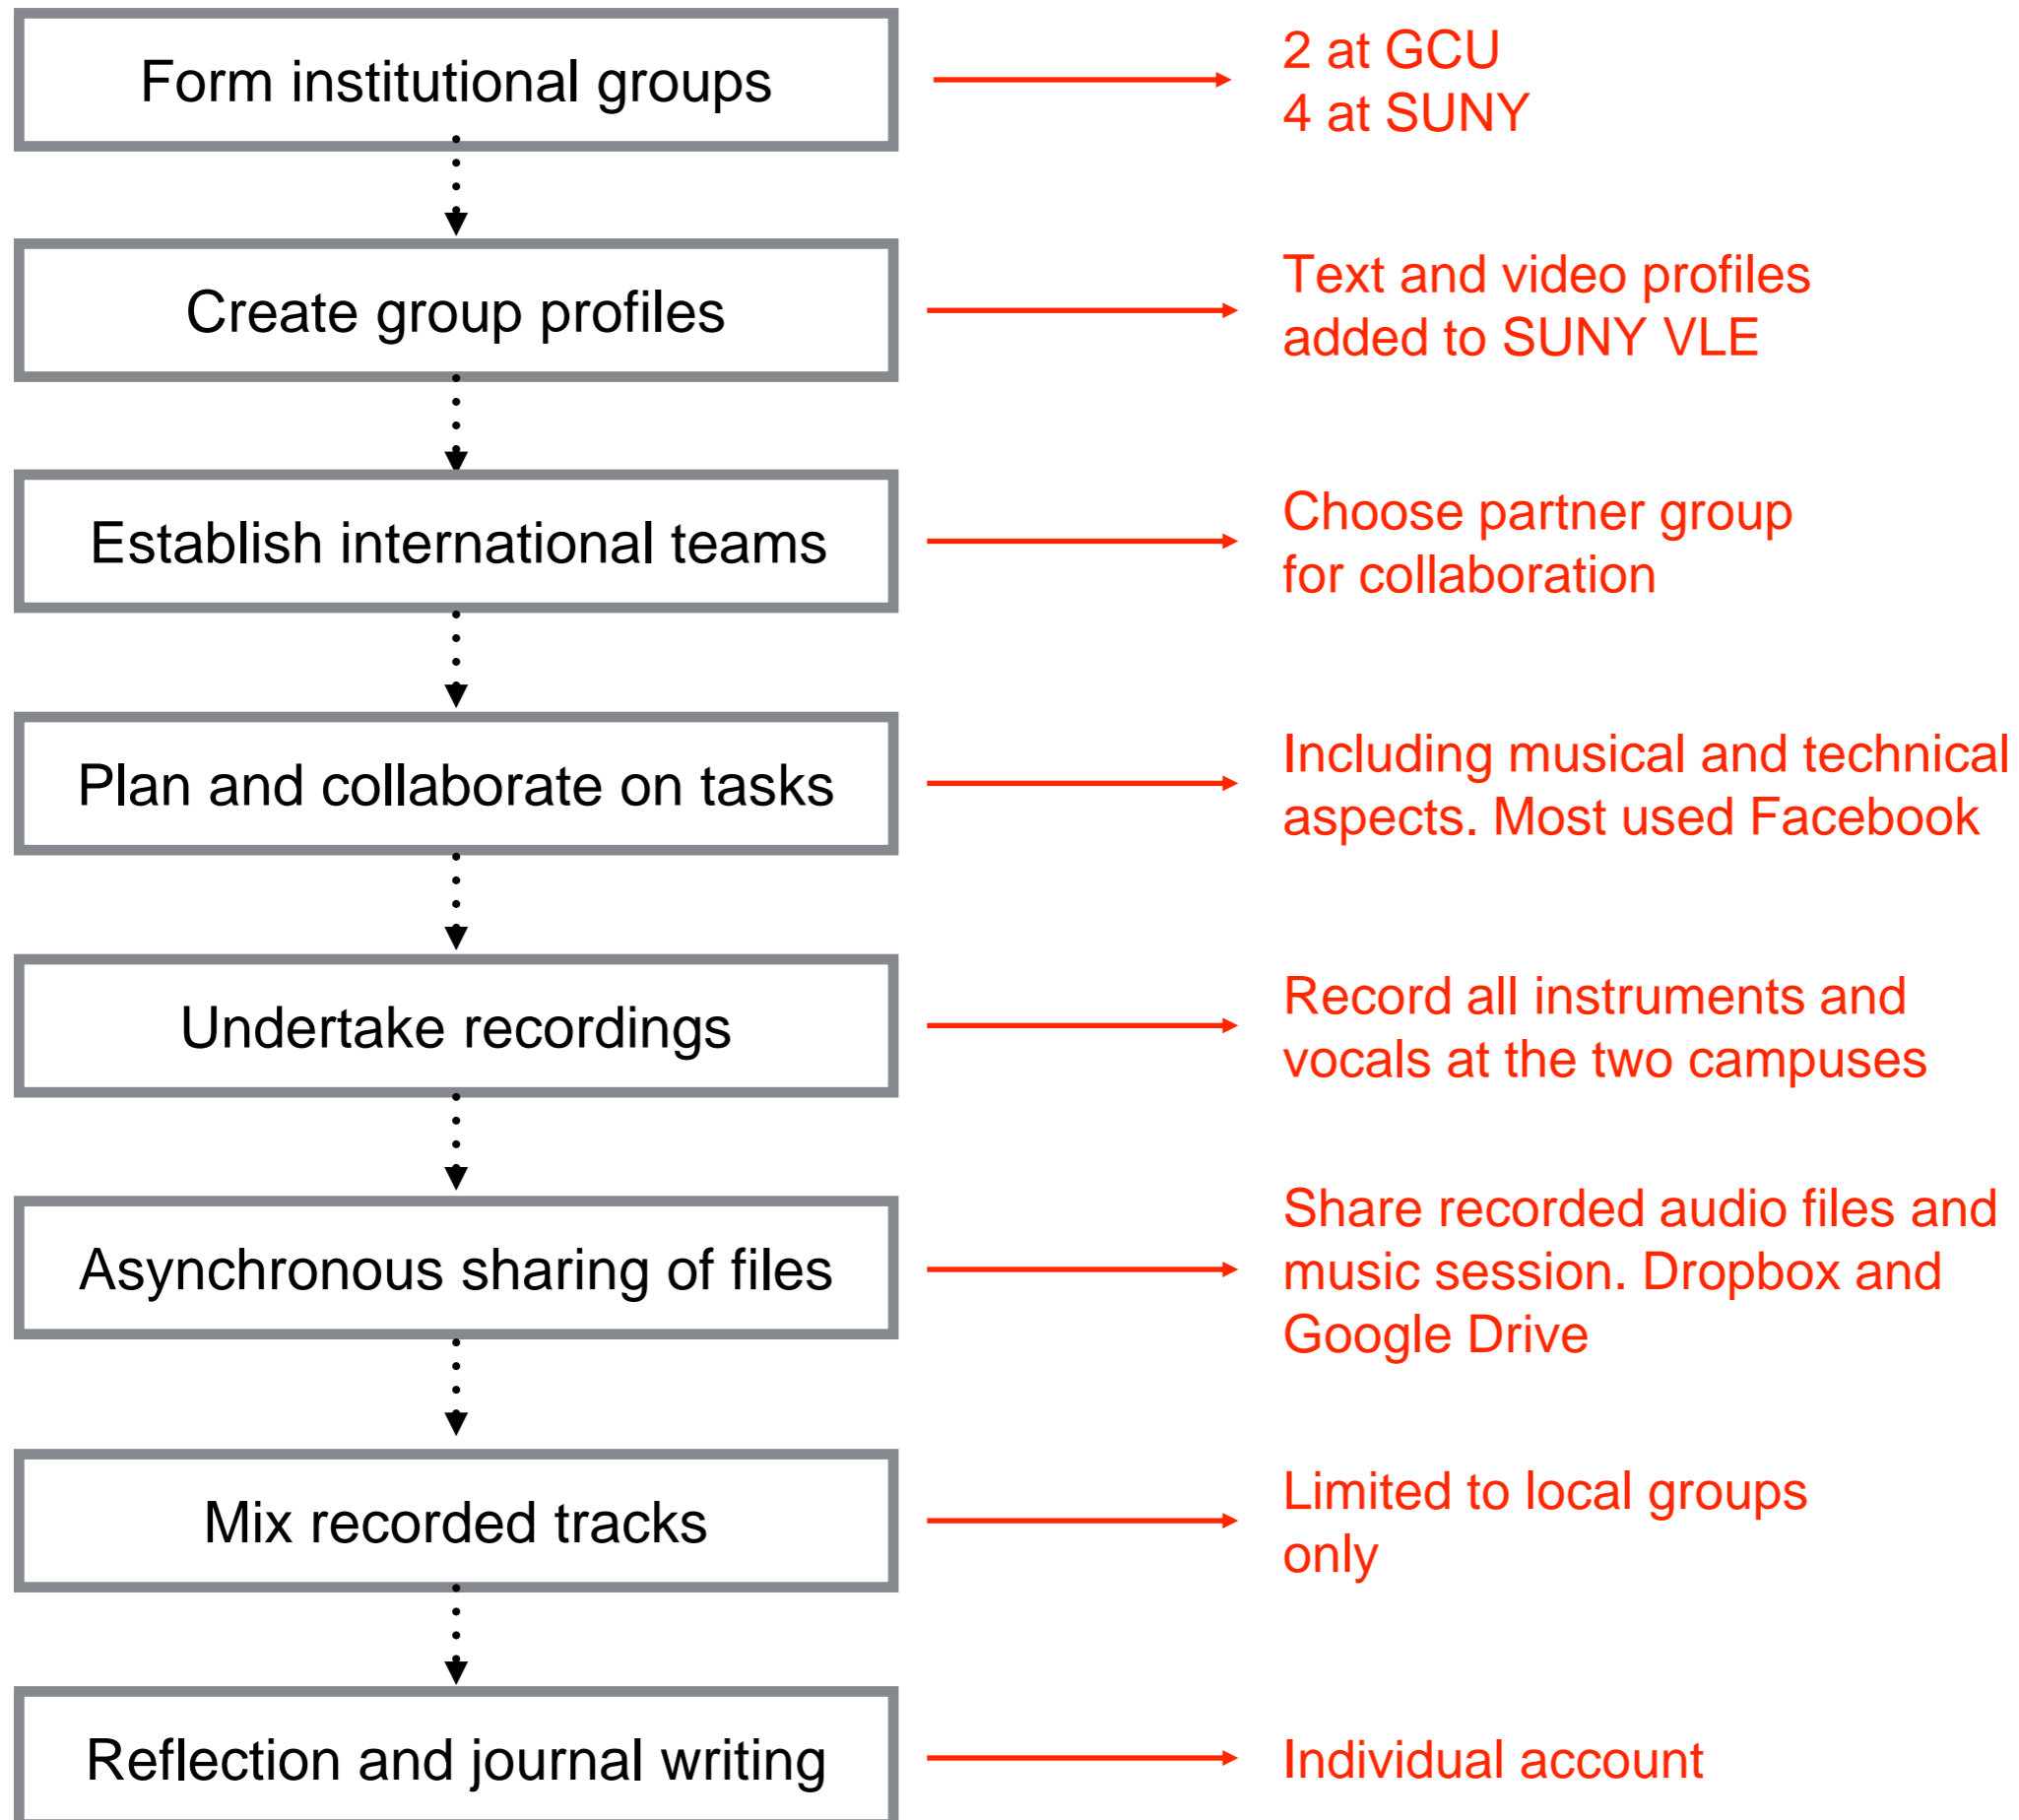 Form institutional groups
2 at GCU
4 at SUNY
Create group profiles
Text and video profiles
added to SUNY VLE
Establish international teams
Choose partner group
for collaboration
Plan and collaborate on tasks
Including musical and technical
aspects. Most used Facebook
Undertake recordings
Record all instruments and
vocals at the two campuses
Asynchronous sharing of files
Share recorded audio files and
music session. Dropbox and
Google Drive
Mix recorded tracks
Limited to local groups
only
Reflection and journal writing
Individual account